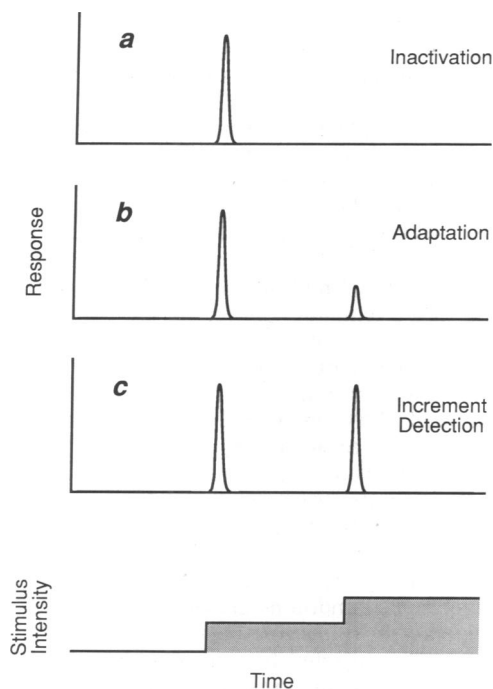 a
Inactivation
b
Adaptation
Response
c
Increment
Detection
Stimulus
Intensity
Time